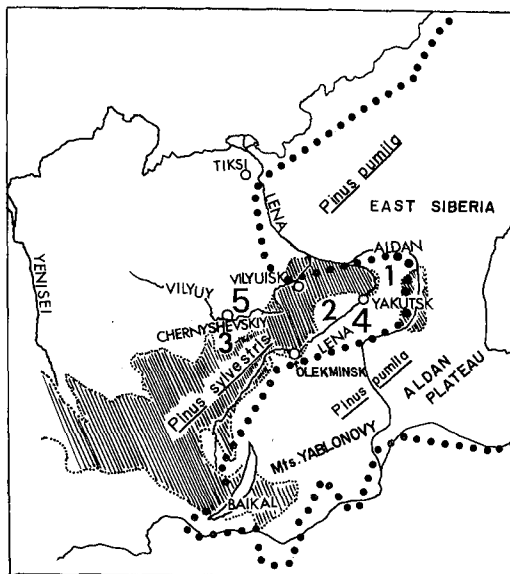 TIKSI
LENA
Pinus pumila
EAST SIBERIA
YENISEI
ALDAN
1
VILYUY
VILYUISK
5
YAKUTSK
2
4
CHERNYSHEVSKIY
3
LENA
OLEKMINSK
Pinus sylvestris
Pinus pumila
ALDAN
PLATEAU
Mts. YABLONOVY
BAIKAL